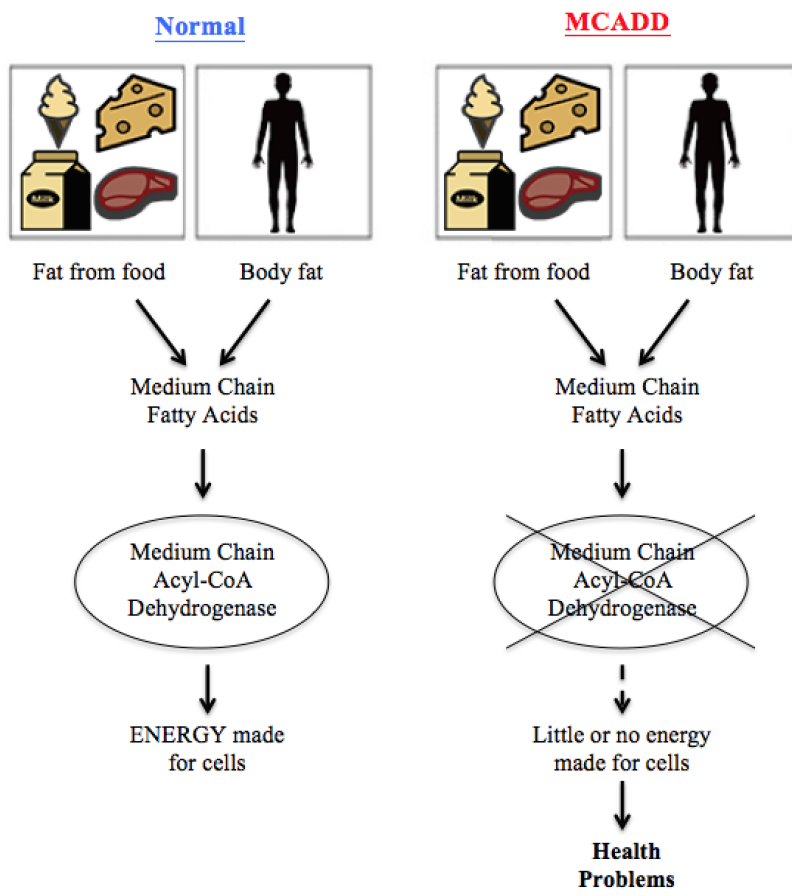 Normal
MCADD
Milk
Milk
Fat from food
Body fat
Fat from food
Body fat
Medium Chain
Fatty Acids
Medium Chain
Fatty Acids
Medium Chain
Acyl-CoA
Dehydrogenase
Medium Chain
Acyl-CoA
Dehydrogenase
ENERGY made
for cells
Little or no energy
made for cells
Health
Problems